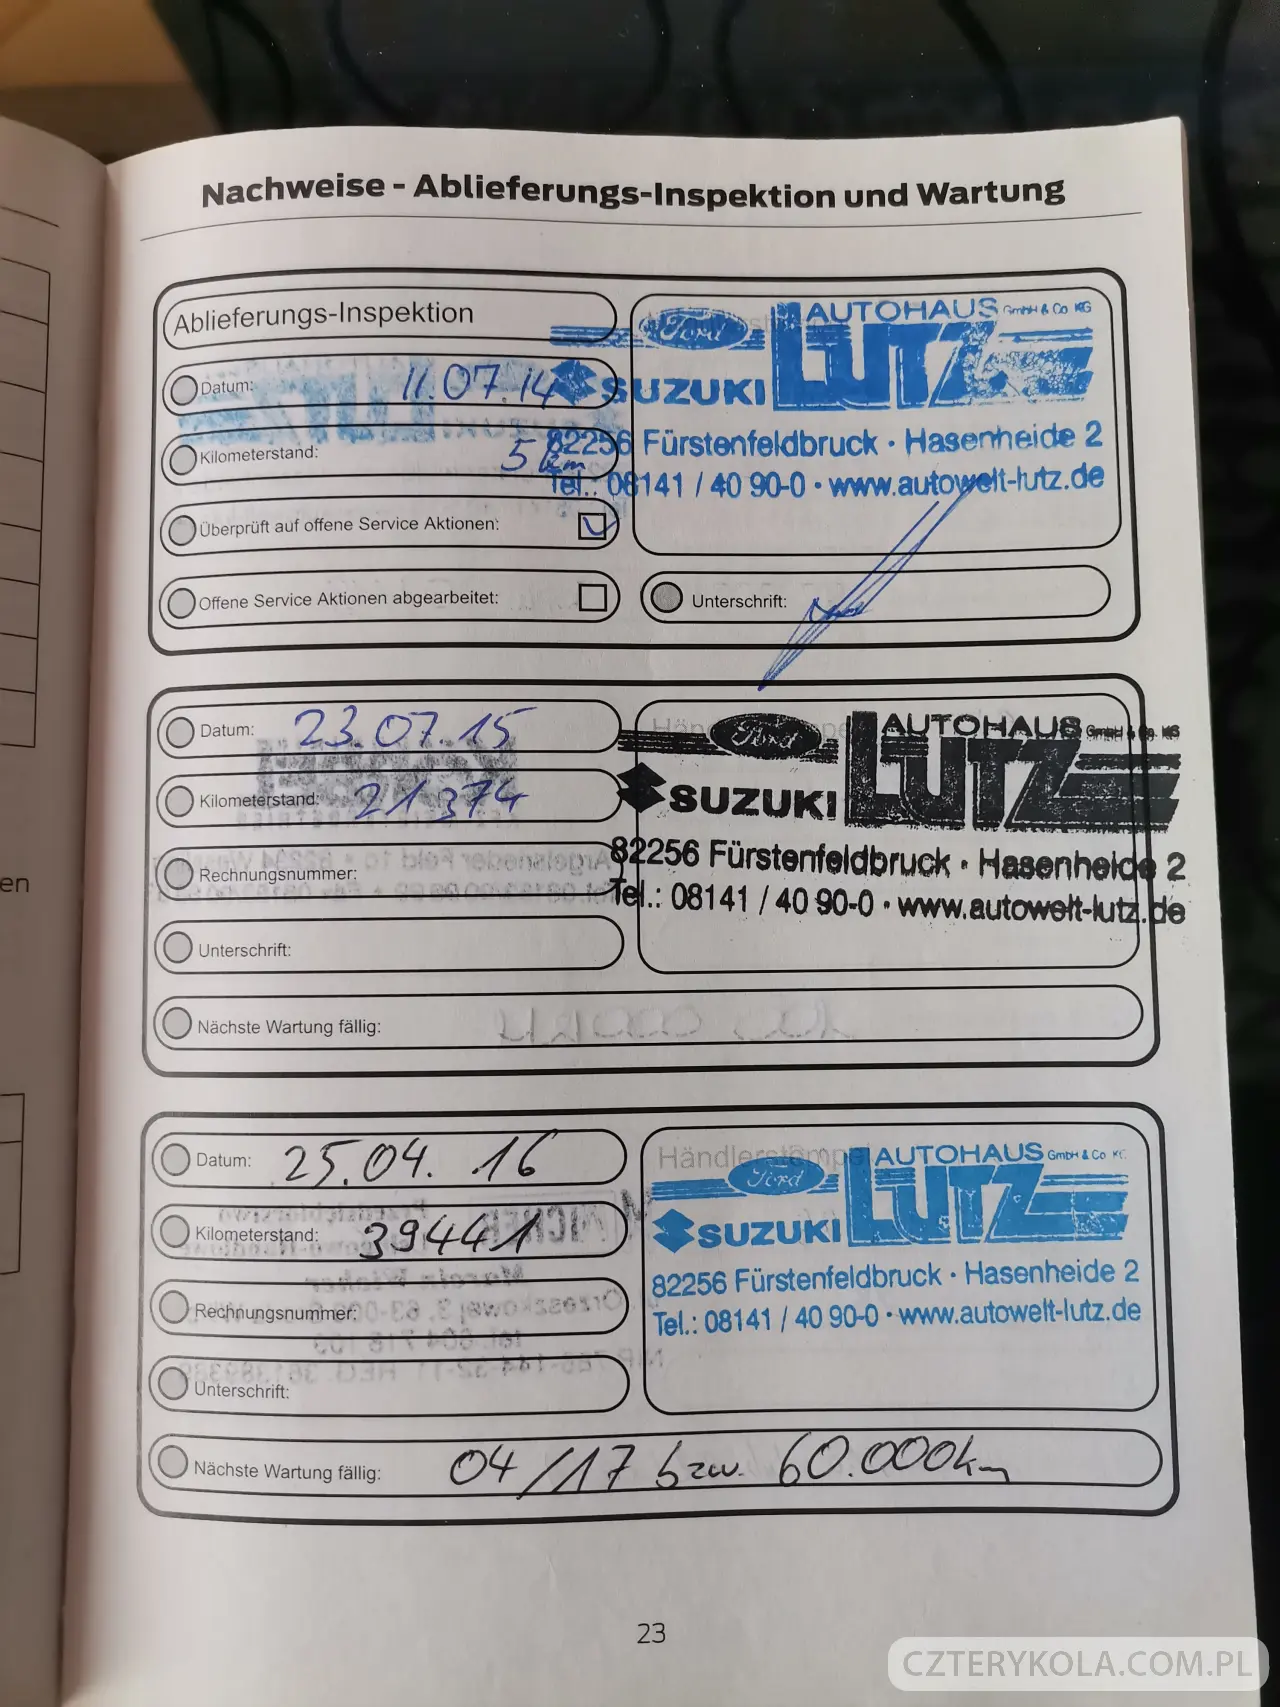 Nachweise - Ablieferungs-Inspektion und Wartung
Ablieferungs-Inspektion
Datum: 11.07.14
Kilometerstand: 5 km
Überprüft auf offene Service Aktionen:
Offene Service Aktionen abgearbeitet:
Ford AUTOHAUS GmbH & Co KG
SUZUKI LUTZ
82256 Fürstenfeldbruck · Hasenheide 2
Tel.: 08141 / 40 90-0 · www.autowelt-lutz.de
Unterschrift:
Datum: 23.07.15
Kilometerstand: 21374
Rechnungsnummer:
Unterschrift:
Nächste Wartung fällig:
Ford AUTOHAUS GmbH & Co. KG
SUZUKI LUTZ
82256 Fürstenfeldbruck · Hasenheide 2
Tel.: 08141 / 40 90-0 · www.autowelt-lutz.de
Datum: 25.04.16
Kilometerstand: 39441
Rechnungsnummer:
Unterschrift:
Händlerstempel
Ford AUTOHAUS GmbH & Co KG
SUZUKI LUTZ
82256 Fürstenfeldbruck · Hasenheide 2
Tel.: 08141 / 40 90-0 · www.autowelt-lutz.de
Nächste Wartung fällig: 04/17 bzw. 60.000km
23
en
CZTERYKOLA.COM.PL